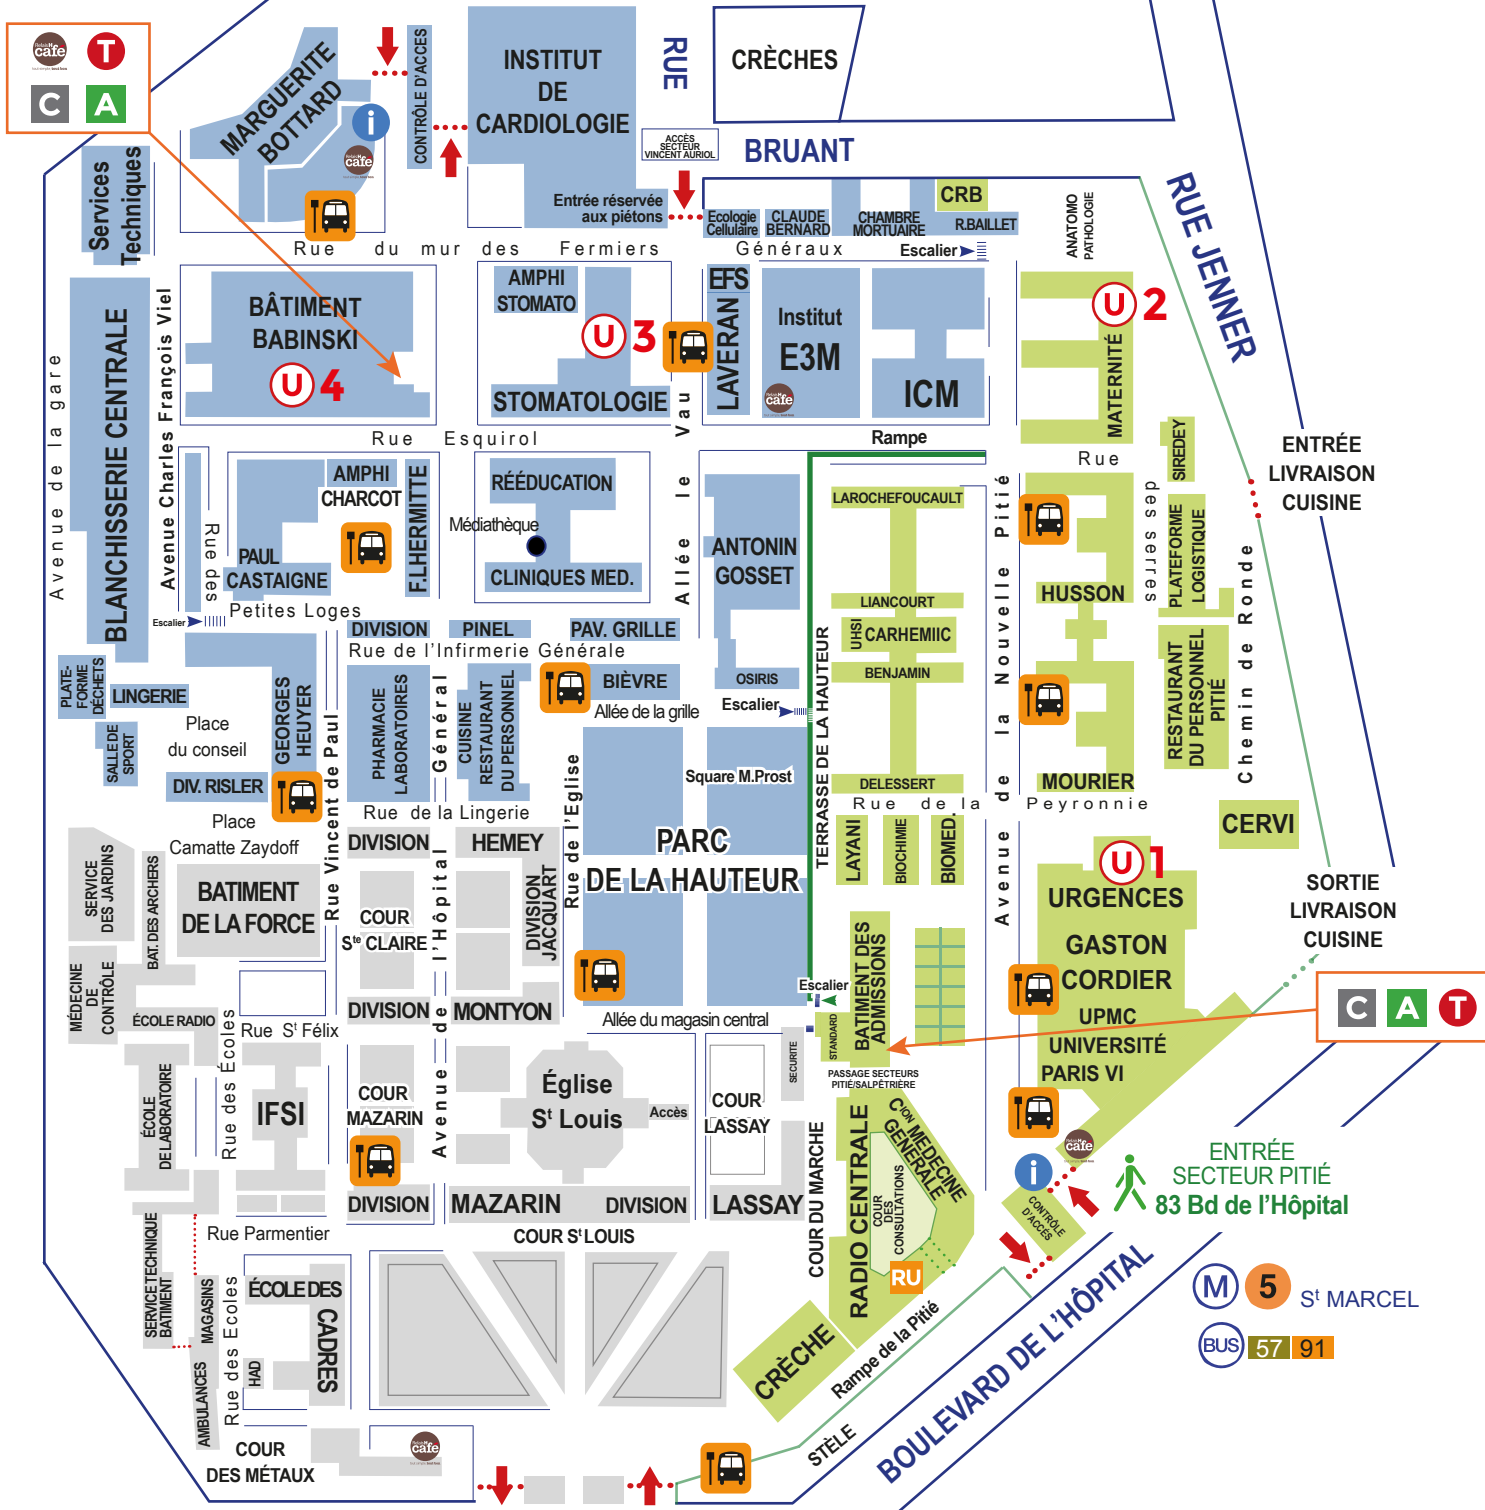 cafe
T
C
A
MARGUERITE
BOTTARD
i
cafe
CONTRÔLE D'ACCES
INSTITUT
DE
CARDIOLOGIE
RUE
CRÈCHES
ACCÈS
SECTEUR
VINCENT AURIOL
BRUANT
Services
Techniques
Entrée réservée
aux piétons
Ecologie
Cellulaire
CLAUDE
BERNARD
CHAMBRE
MORTUAIRE
CRB
R.BAILLET
ANATOMO
PATHOLOGIE
RUE JENNER
Rue du mur des Fermiers Généraux
Escalier
BLANCHISSERIE CENTRALE
Avenue de la gare
Avenue Charles François Viel
BÂTIMENT
BABINSKI
U 4
AMPHI
STOMATO
U 3
STOMATOLOGIE
EFS
LAVERAN
Institut
E3M
cafe
ICM
U 2
MATERNITÉ
Rue Esquirol
Allée le Vau
Rampe
Rue
des serres
SIREDEY
ENTRÉE
LIVRAISON
CUISINE
AMPHI
CHARCOT
F.LHERMITTE
PAUL
CASTAIGNE
Rue des
Petites Loges
Escalier
RÉÉDUCATION
Médiathèque
CLINIQUES MED.
ANTONIN
GOSSET
LAROCHEFOUCAULT
LIANCOURT
UHSI
CARHEMIIC
BENJAMIN
Avenue de la Nouvelle Pitié
HUSSON
PLATEFORME
LOGISTIQUE
Chemin de Ronde
DIVISION
PINEL
PAV. GRILLE
Rue de l'Infirmerie Générale
PLATE-
FORME
DÉCHETS
LINGERIE
SALLE DE
SPORT
Place
du conseil
GEORGES
HEUYER
DIV. RISLER
Place
Camatte Zaydoff
Rue Vincent de Paul
PHARMACIE
LABORATOIRES
CUISINE
RESTAURANT
DU PERSONNEL
BIÈVRE
Allée de la grille
OSIRIS
Escalier
TERRASSE DE LA HAUTEUR
DELESSERT
MOURIER
RESTAURANT
DU PERSONNEL
PITIÉ
Rue de la Lingerie
Rue de l'Eglise
Square M.Prost
PARC
DE LA HAUTEUR
Rue de la Peyronnie
LAYANI
BIOCHIMIE
BIOMED.
CERVI
SERVICE
DES JARDINS
BAT. DES ARCHERS
BATIMENT
DE LA FORCE
DIVISION
COUR
Ste CLAIRE
DIVISION
Avenue de l'Hôpital Général
HEMEY
DIVISION
JACQUART
MONTYON
U 1
URGENCES
GASTON
CORDIER
UPMC
UNIVERSITÉ
PARIS VI
SORTIE
LIVRAISON
CUISINE
MÉDECINE
DE
CONTRÔLE
ÉCOLE RADIO
Rue St Félix
Rue des Écoles
Allée du magasin central
Escalier
STANDARD
BATIMENT DES
ADMISSIONS
C
A
T
ÉCOLE
DE LABORATOIRE
IFSI
COUR
MAZARIN
DIVISION
Église
St Louis
Accès
SECURITE
COUR
LASSAY
PASSAGE SECTEURS
PITIÉ/SALPÊTRIÈRE
RADIO CENTRALE
CION MEDECINE
GÉNÉRALE
COUR
DES
CONSULTATIONS
RU
COUR DU MARCHE
MAZARIN
DIVISION
LASSAY
cafe
i
CONTRÔLE
D'ACCÉS
ENTRÉE
SECTEUR PITIÉ
83 Bd de l'Hôpital
Rue Parmentier
COUR St LOUIS
SERVICE TECHNIQUE
BATIMENT
MAGASINS
AMBULANCES
Rue des Ecoles
ÉCOLE DES
CADRES
HAD
CRÈCHE
Rampe de la Pitié
STÈLE
BOULEVARD DE L'HÔPITAL
M 5 St MARCEL
BUS 57 91
COUR
DES MÉTAUX
cafe